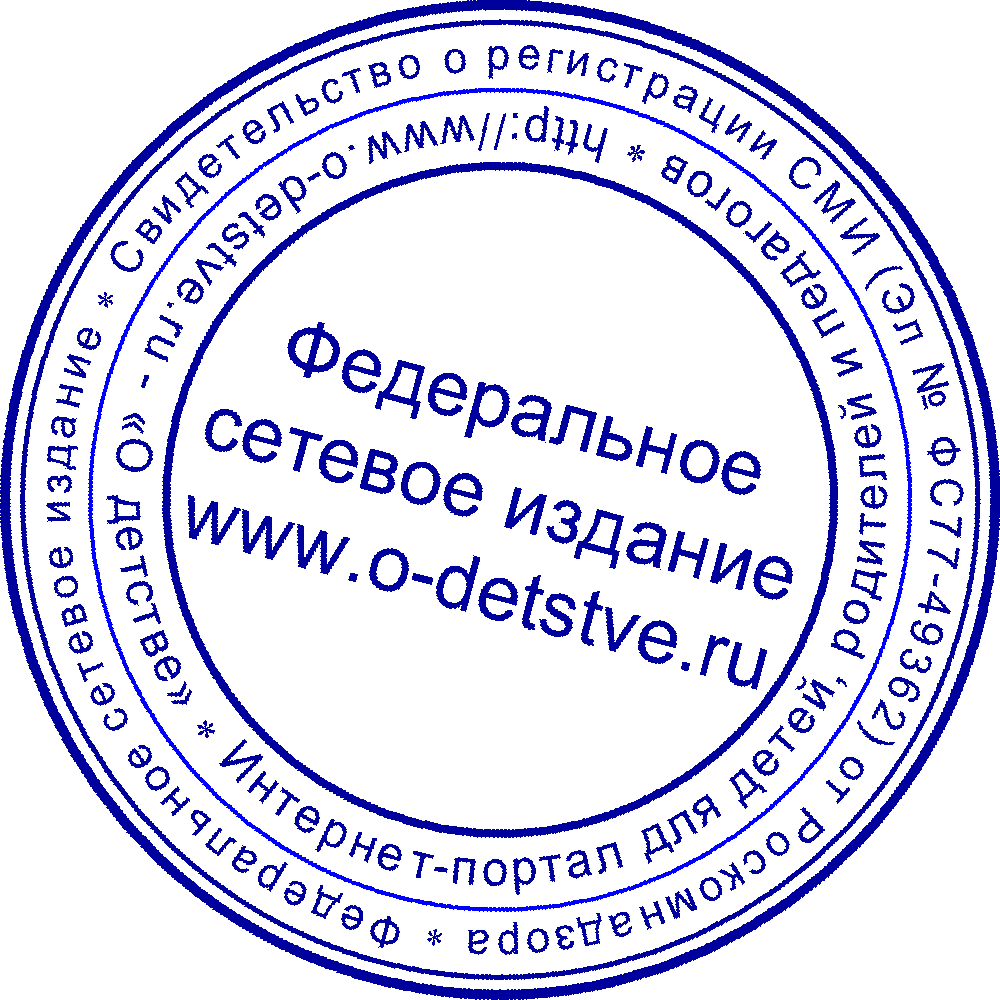 Свидетельство о регистрации СМИ (Эл № ФС77-49362) от Роскомнадзора * Федеральное сетевое издание *
http://www.o-detstve.ru - «О детстве» * Интернет-портал для детей, родителей и педагогов *
Федеральное
сетевое издание
www.o-detstve.ru